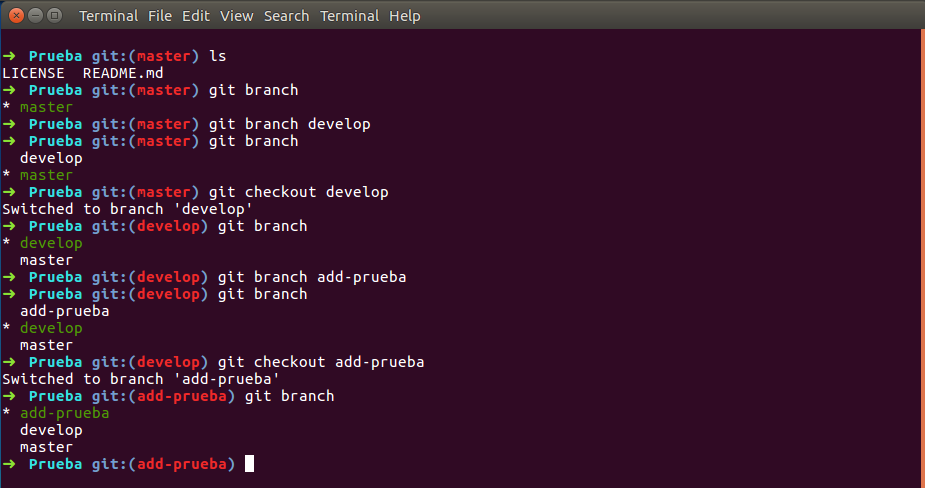 Terminal File Edit View Search Terminal Help
➜ Prueba git:(master) ls
LICENSE README.md
➜ Prueba git:(master) git branch
* master
➜ Prueba git:(master) git branch develop
➜ Prueba git:(master) git branch
develop
* master
➜ Prueba git:(master) git checkout develop
Switched to branch 'develop'
➜ Prueba git:(develop) git branch
* develop
master
➜ Prueba git:(develop) git branch add-prueba
➜ Prueba git:(develop) git branch
add-prueba
* develop
master
➜ Prueba git:(develop) git checkout add-prueba
Switched to branch 'add-prueba'
➜ Prueba git:(add-prueba) git branch
* add-prueba
develop
master
➜ Prueba git:(add-prueba)